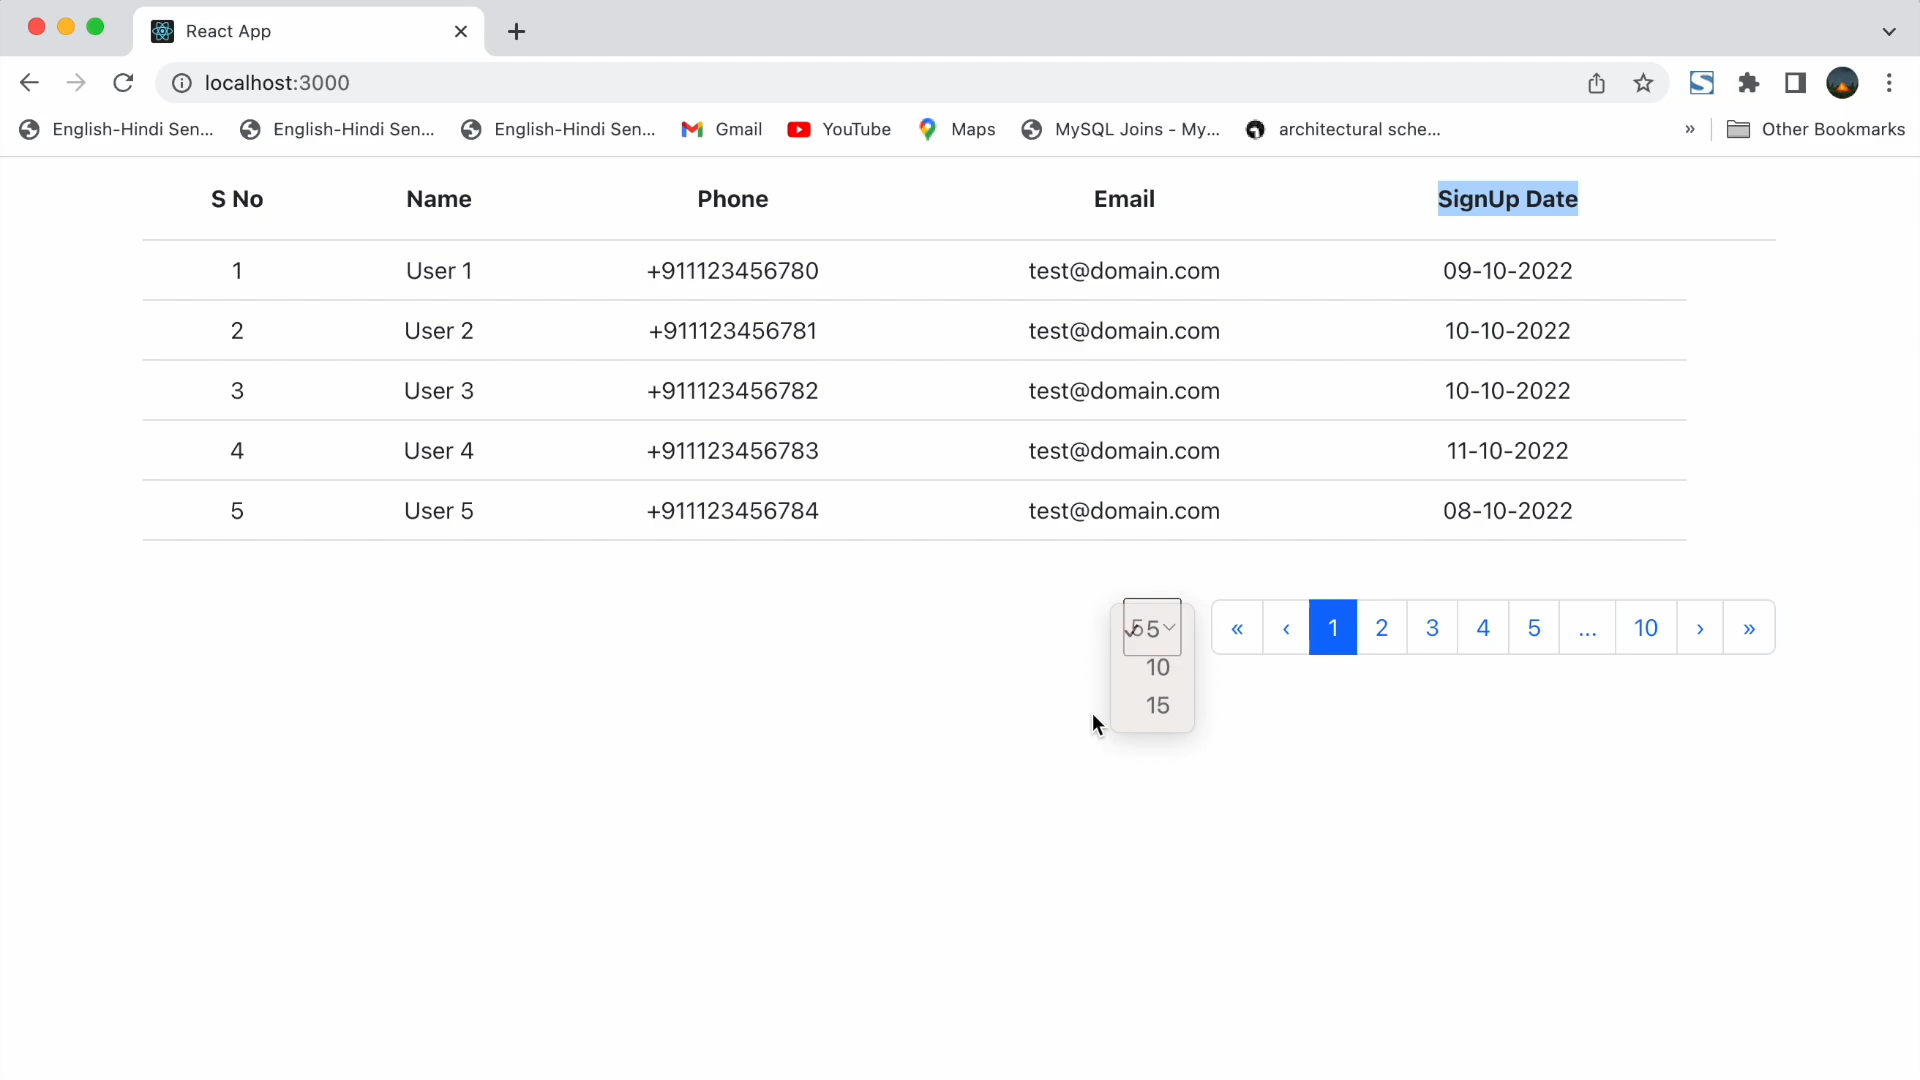 React App
localhost:3000
English-Hindi Sen... English-Hindi Sen... English-Hindi Sen... Gmail YouTube Maps MySQL Joins - My... architectural sche... » Other Bookmarks
S No Name Phone Email SignUp Date
1 User 1 +911123456780 test@domain.com 09-10-2022
2 User 2 +911123456781 test@domain.com 10-10-2022
3 User 3 +911123456782 test@domain.com 10-10-2022
4 User 4 +911123456783 test@domain.com 11-10-2022
5 User 5 +911123456784 test@domain.com 08-10-2022
5 5 « ‹ 1 2 3 4 5 ... 10 › »
10
15